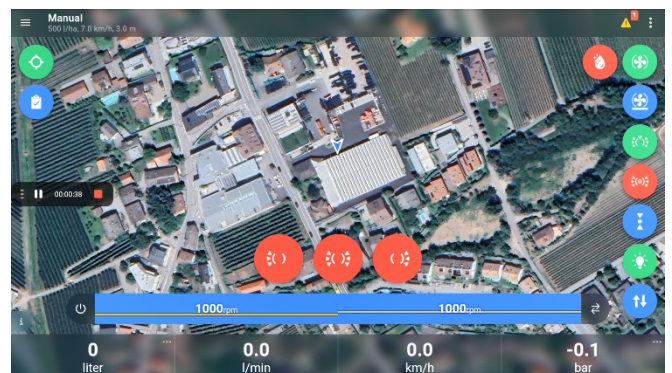 Manual
500 l/ha, 7.0 km/h, 3.0 m
1
(A)
00:00:38
1000rpm
1000rpm
i
0
liter
0.0
l/min
0.0
km/h
-0.1
bar